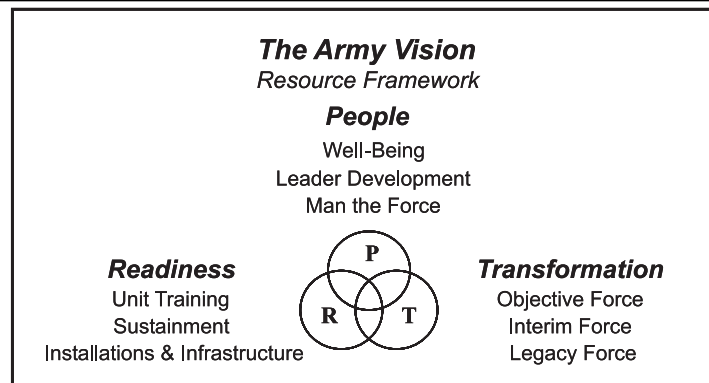 The Army Vision
Resource Framework
People
Well-Being
Leader Development
Man the Force
P
R
T
Readiness
Unit Training
Sustainment
Installations & Infrastructure
Transformation
Objective Force
Interim Force
Legacy Force